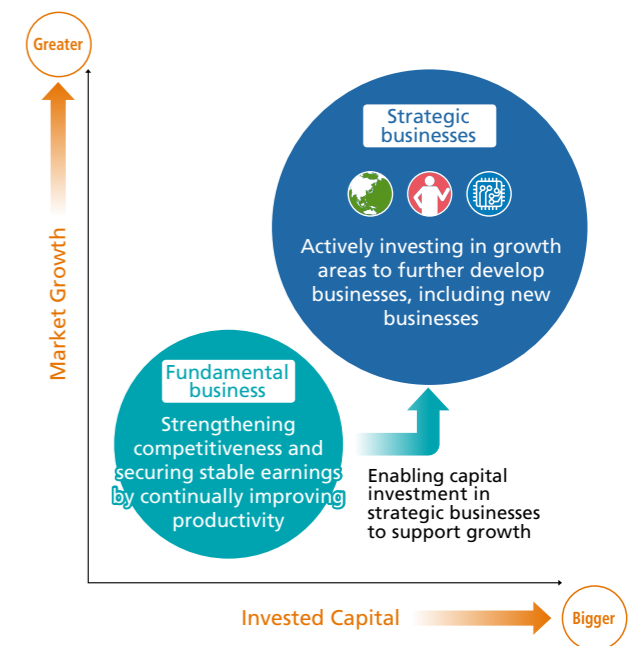 Greater
Market Growth
Strategic
businesses
Actively investing in growth
areas to further develop
businesses, including new
businesses
Fundamental
business
Strengthening
competitiveness and
securing stable earnings
by continually improving
productivity
Enabling capital
investment in
strategic businesses
to support growth
Invested Capital
Bigger